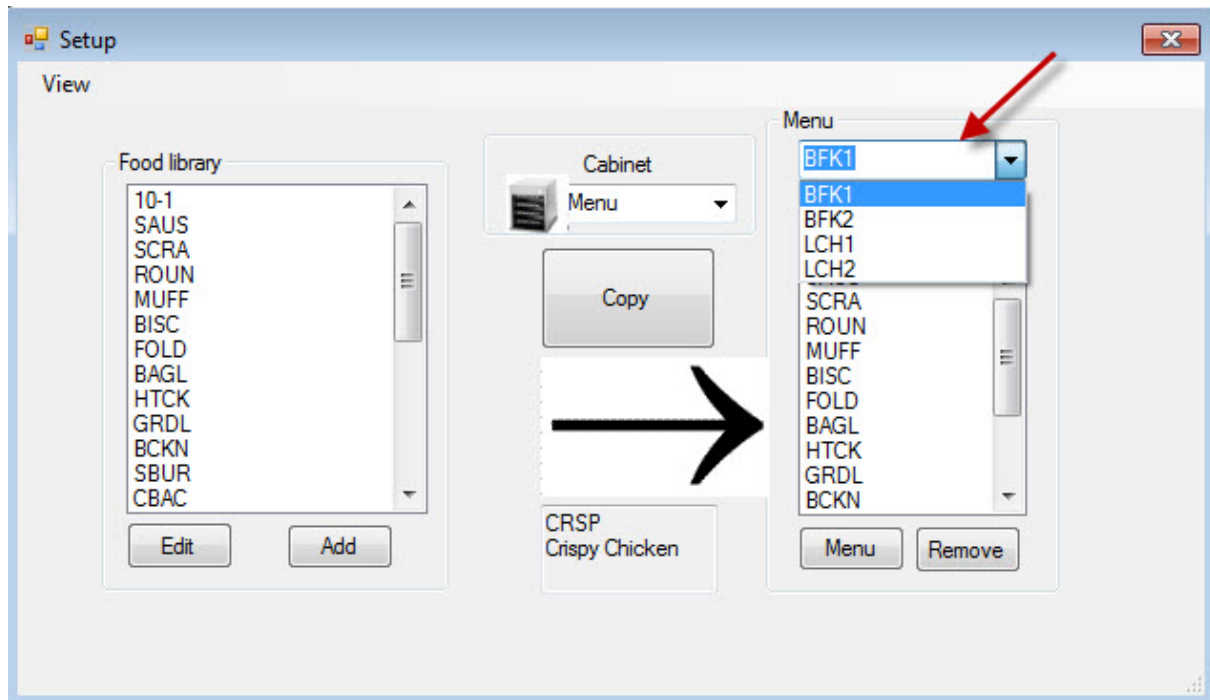 Setup
View
Food library
10-1
SAUS
SCRA
ROUN
MUFF
BISC
FOLD
BAGL
HTCK
GRDL
BCKN
SBUR
CBAC
Edit
Add
Cabinet
Menu
Copy
CRSP
Crispy Chicken
Menu
BFK1
BFK1
BFK2
LCH1
LCH2
SCRA
ROUN
MUFF
BISC
FOLD
BAGL
HTCK
GRDL
BCKN
Menu
Remove